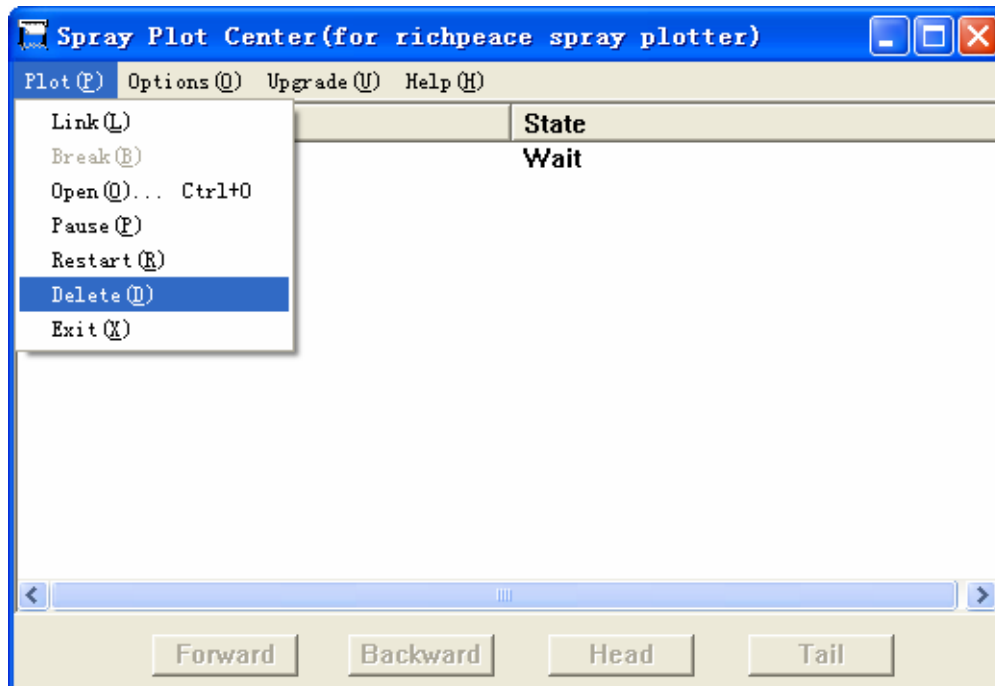 Spray Plot Center(for richpeace spray plotter)
Plot(P) Options(O) Upgrade(U) Help(H)
State
Wait
Link(L)
Break(B)
Open(O)... Ctrl+O
Pause(P)
Restart(R)
Delete(D)
Exit(X)
Forward Backward Head Tail